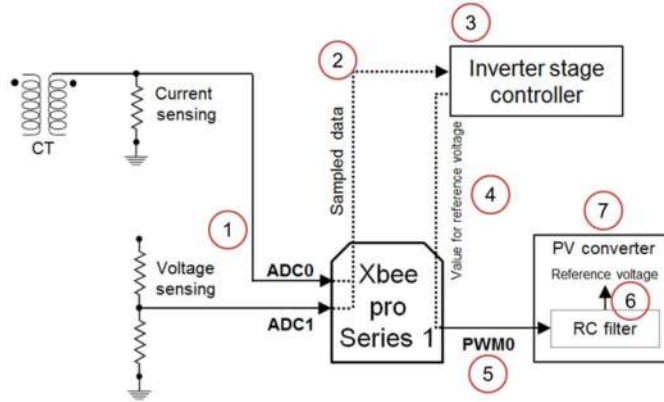 3
2
Inverter stage
controller
Current
sensing
CT
Sampled data
Value for reference voltage
4
1
7
PV converter
Voltage
sensing
ADC0
Reference voltage
6
Xbee
pro
Series 1
ADC1
RC filter
PWM0
5